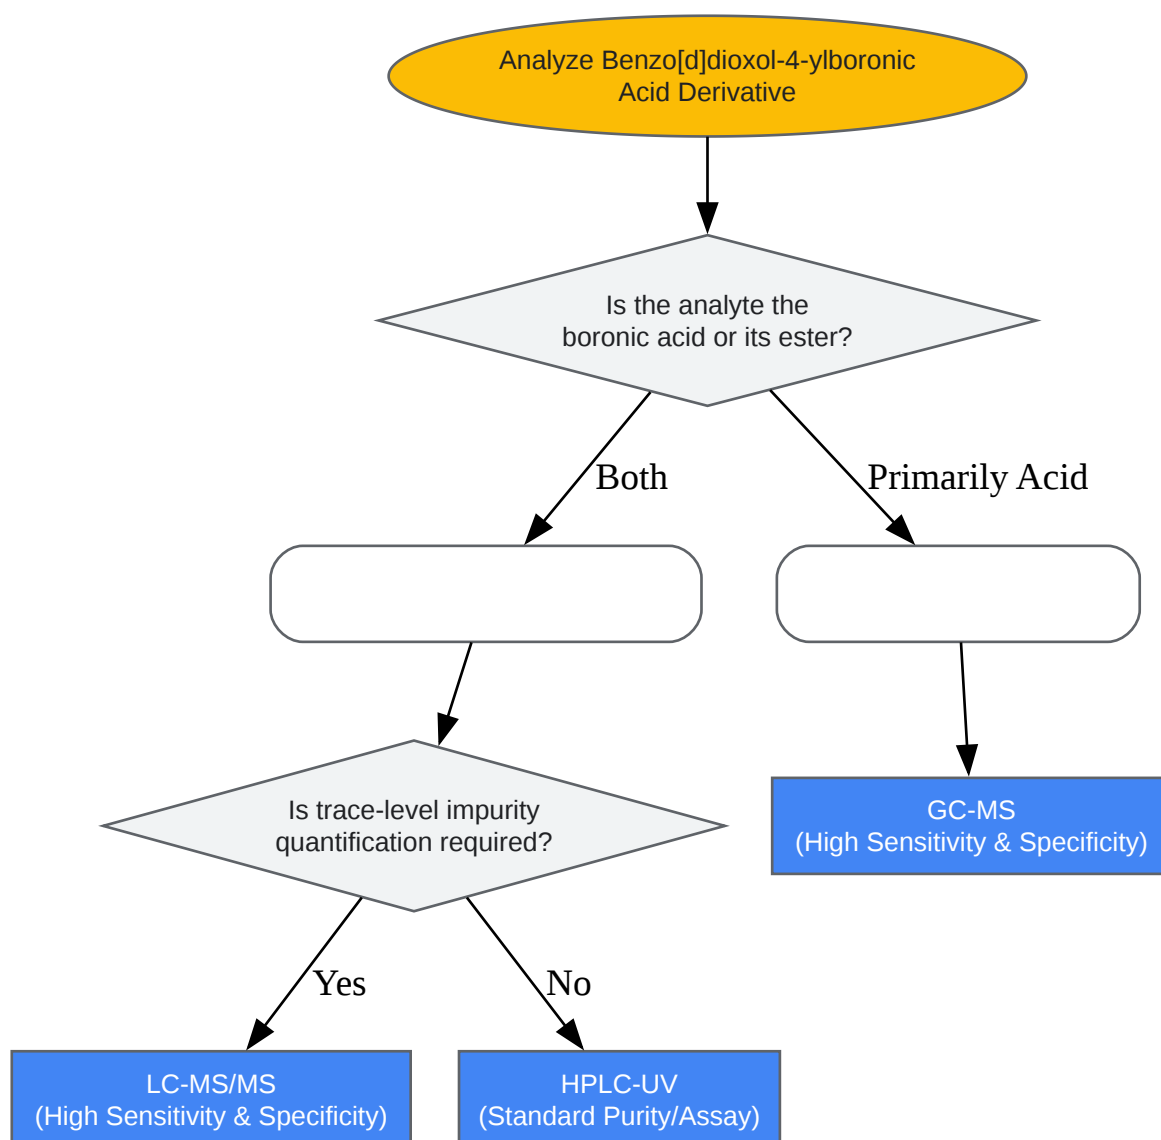 Analyze Benzo[d]dioxol-4-ylboronic
Acid Derivative
Is the analyte the
boronic acid or its ester?
Both
Primarily Acid
Is trace-level impurity
quantification required?
GC-MS
(High Sensitivity & Specificity)
Yes
No
LC-MS/MS
(High Sensitivity & Specificity)
HPLC-UV
(Standard Purity/Assay)